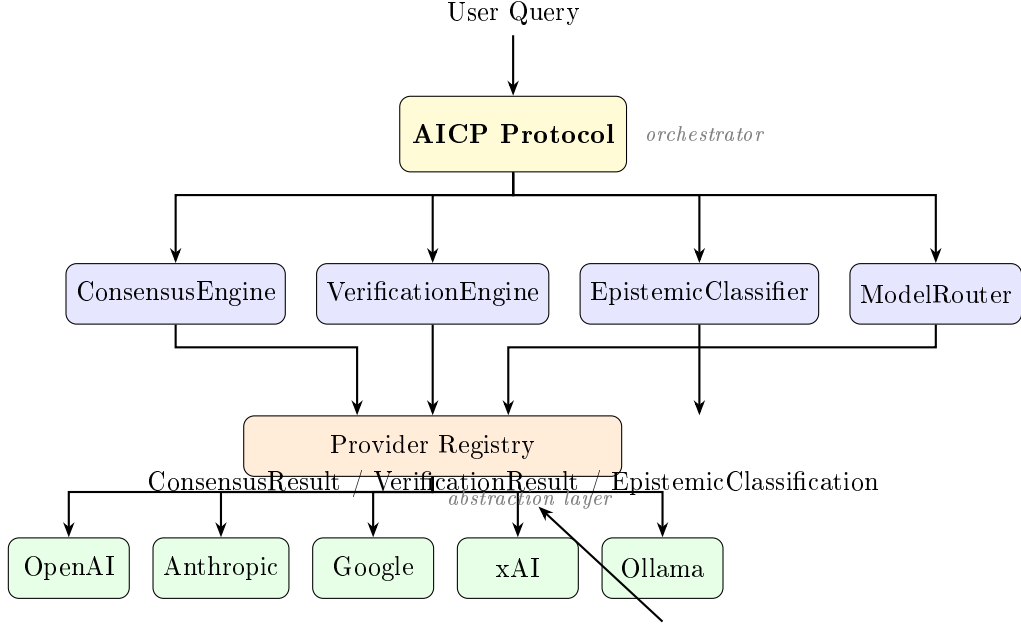 User Query
AICP Protocol
orchestrator
ConsensusEngine
VerificationEngine
EpistemicClassifier
ModelRouter
Provider Registry
ConsensusResult / VerificationResult / EpistemicClassification
abstraction layer
OpenAI
Anthropic
Google
xAI
Ollama